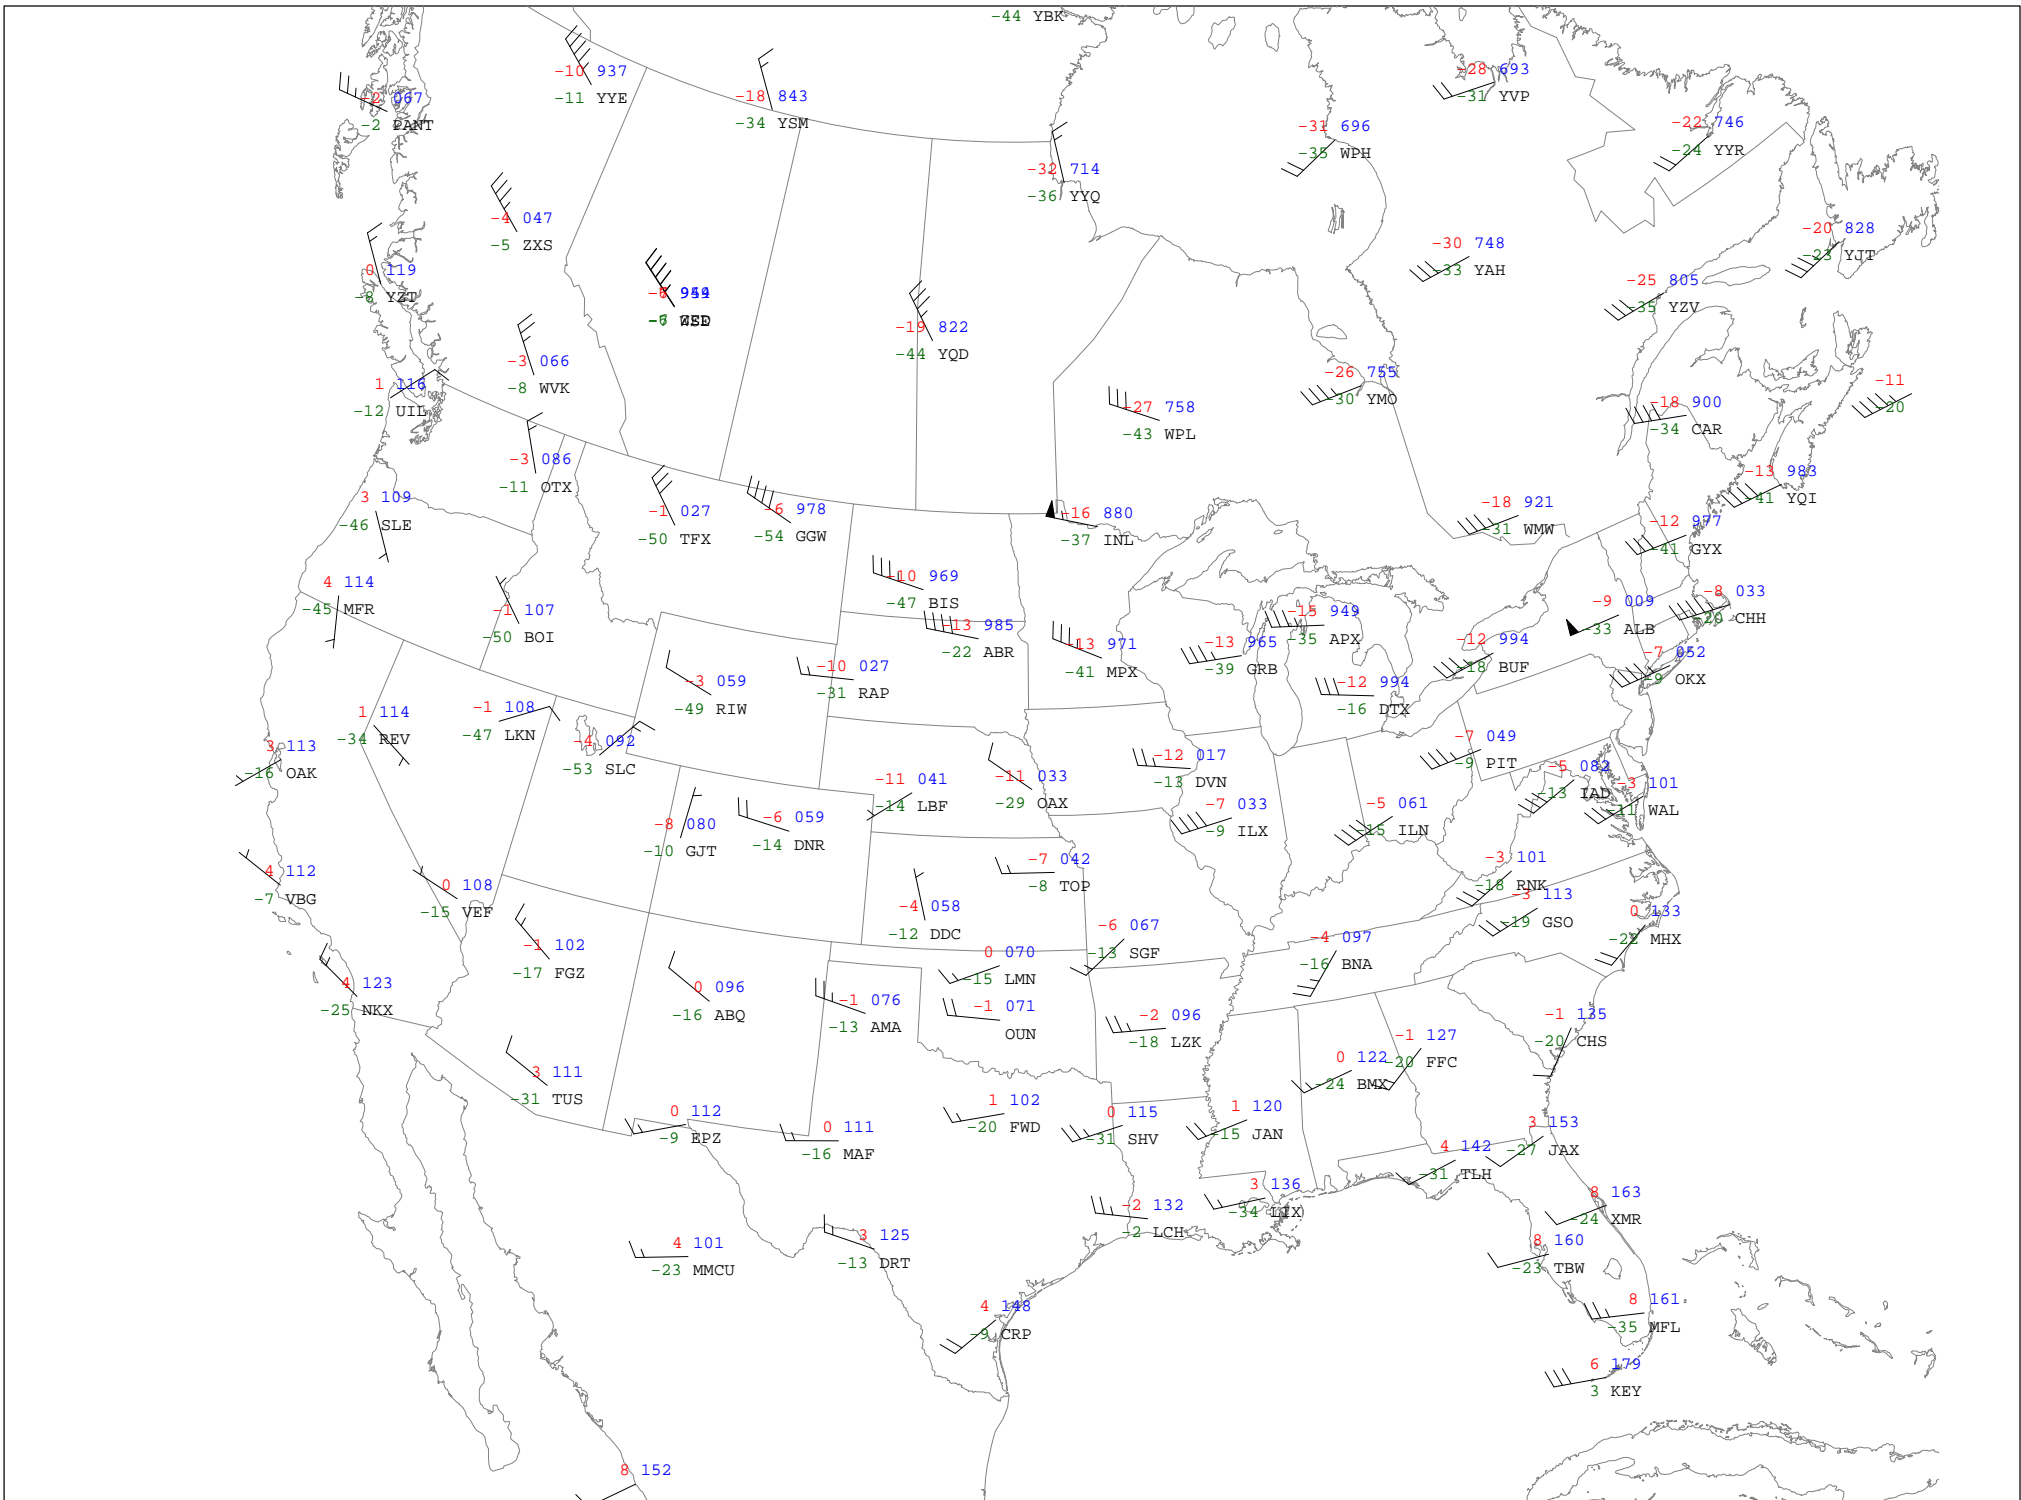 -44 YBK
-10 937
-11 YYE
-18 843
-34 YSM
-2 067
-2 PANT
-28 693
-31 YVP
-31 696
-35 WPH
-22 746
-24 YYR
-32 714
-36 YYQ
-4 047
-5 ZXS
0 119
-8 YZT
-30 748
-33 YAH
-20 828
-23 YJT
-25 805
-35 YZV
-19 822
-44 YQD
-3 066
-8 WVK
1 116
-12 UIL
-26 755
-30 YMO
-27 758
-43 WPL
-11
-20
-18 900
-34 CAR
-3 086
-11 OTX
-13 983
-41 YQI
3 109
-46 SLE
-1 027
-50 TFX
-6 978
-54 GGW
-16 880
-37 INL
-18 921
-31 WMW
-12 977
-41 GYX
4 114
-45 MFR
-1 107
-50 BOI
-10 969
-47 BIS
-13 985
-22 ABR
-13 971
-41 MPX
-15 949
-35 APX
-13 965
-39 GRB
-12 994
-18 BUF
-9 009
-33 ALB
-8 033
-20 CHH
-7 052
-9 OKX
-3 059
-49 RIW
-10 027
-31 RAP
-12 994
-16 DTX
1 114
-34 REV
-1 108
-47 LKN
-4 092
-53 SLC
3 113
-16 OAK
-11 041
-14 LBF
-11 033
-29 OAX
-12 017
-13 DVN
-7 049
-9 PIT
-5 082
-13 IAD
-3 101
-11 WAL
-8 080
-10 GJT
-6 059
-14 DNR
-7 033
-9 ILX
-5 061
-15 ILN
4 112
-7 VBG
0 108
-15 VEF
-7 042
-8 TOP
-3 101
-18 RNK
-4 058
-12 DDC
-3 113
-19 GSO
0 133
MHX
-1 102
-17 FGZ
0 070
-15 LMN
-6 067
-13 SGF
-4 097
-16 BNA
4 123
-25 NKX
0 096
-16 ABQ
-1 076
-13 AMA
-1 071
OUN
-2 096
-18 LZK
-1 135
-20 CHS
-1 127
-20 FFC
0 122
-24 BMX
3 111
-31 TUS
0 112
-9 EPZ
0 111
-16 MAF
1 102
-20 FWD
0 115
-31 SHV
1 120
-15 JAN
3 153
-27 JAX
4 142
-31 TLH
3 136
-34 LIX
-2 132
-2 LCH
8 163
-24 XMR
4 101
-23 MMCU
3 125
-13 DRT
8 160
-23 TBW
4 148
-9 CRP
8 161
-35 MFL
6 179
3 KEY
8 152